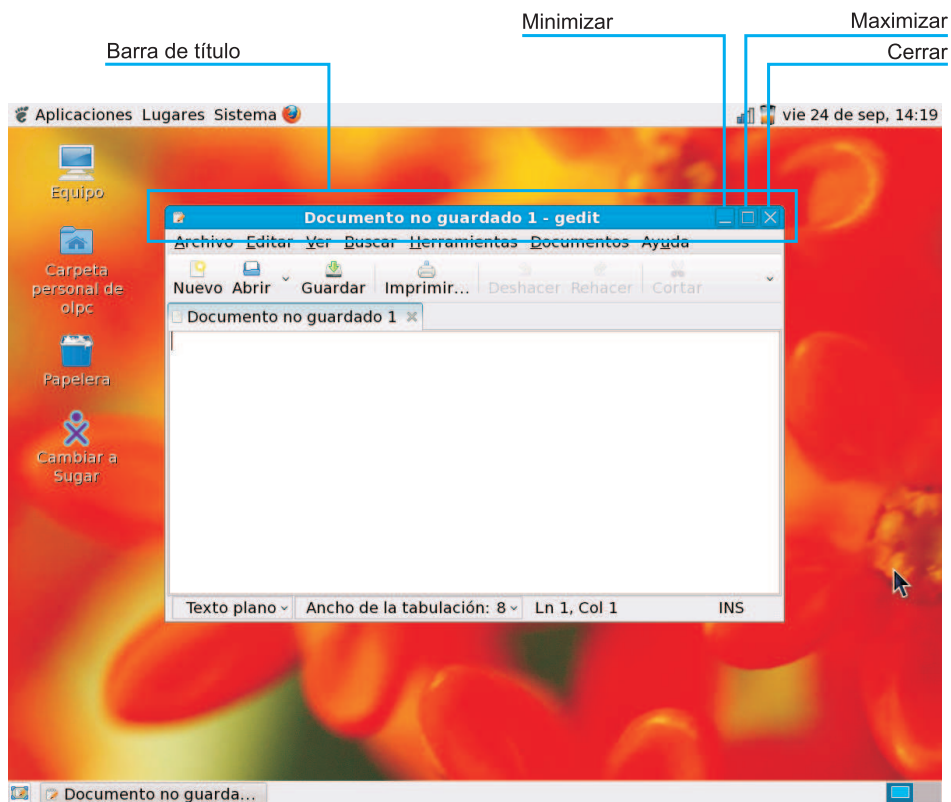 Minimizar
Maximizar
Barra de título
Cerrar
Aplicaciones Lugares Sistema
vie 24 de sep, 14:19
Equipo
Carpeta
personal de
olpc
Papelera
Cambiar a
Sugar
Documento no guardado 1 - gedit
Archivo Editar Ver Buscar Herramientas Documentos Ayuda
Nuevo Abrir Guardar Imprimir... Deshacer Rehacer Cortar
Documento no guardado 1
Texto plano Ancho de la tabulación: 8 Ln 1, Col 1 INS
Documento no guarda...